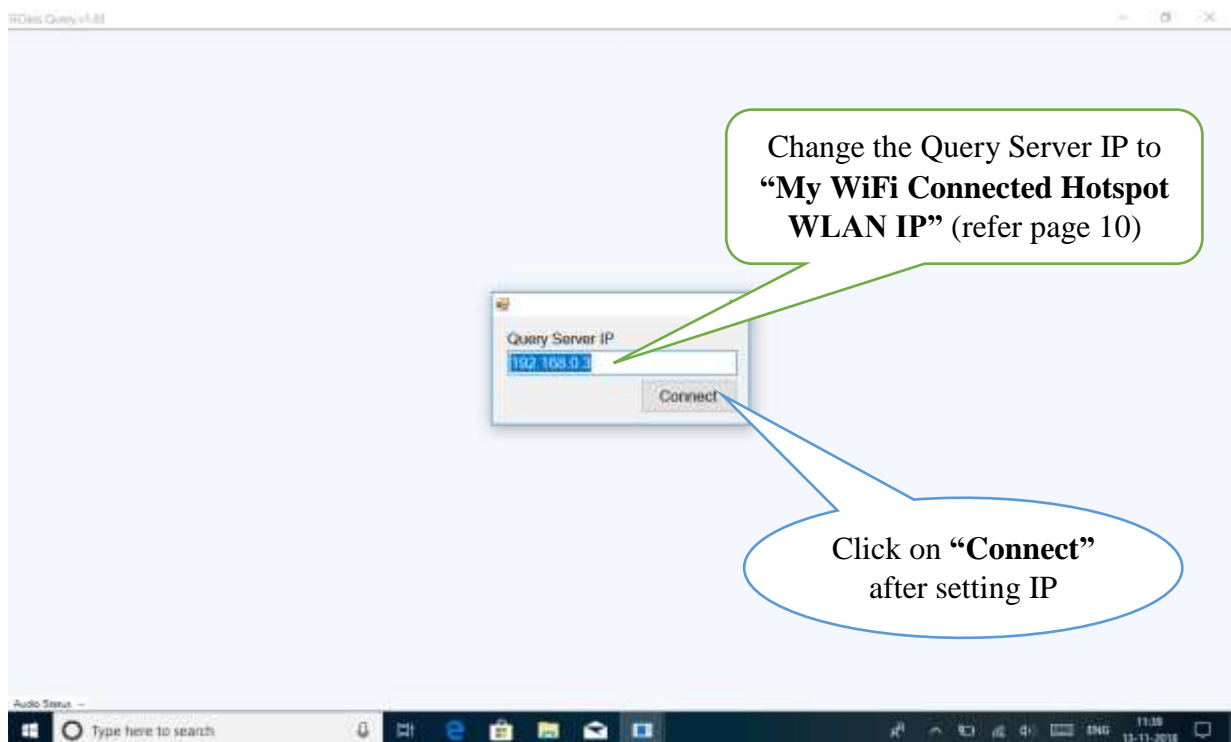 Change the Query Server IP to
“My WiFi Connected Hotspot
WLAN IP” (refer page 10)
Query Server IP
192.168.0.3
Connect
Click on “Connect”
after setting IP
Audio Status --
Type here to search
ENG
11:38
13-11-2018